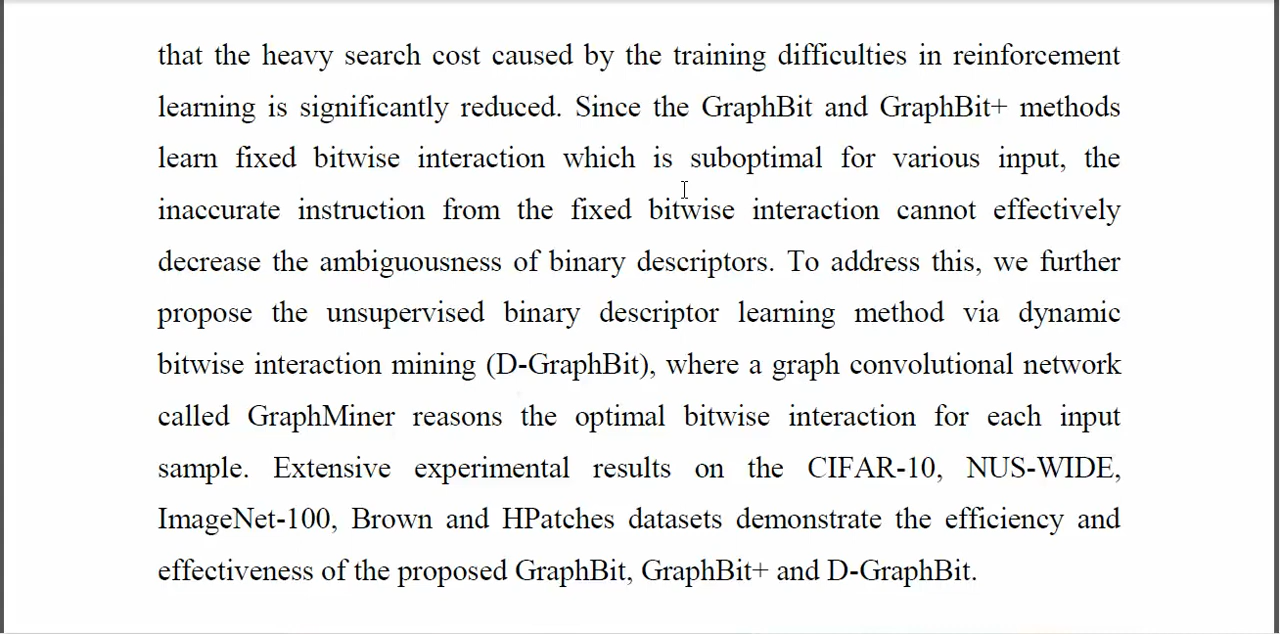 that the heavy search cost caused by the training difficulties in reinforcement
learning is significantly reduced. Since the GraphBit and GraphBit+ methods
learn fixed bitwise interaction which is suboptimal for various input, the
inaccurate instruction from the fixed bitwise interaction cannot effectively
decrease the ambiguousness of binary descriptors. To address this, we further
propose the unsupervised binary descriptor learning method via dynamic
bitwise interaction mining (D-GraphBit), where a graph convolutional network
called GraphMiner reasons the optimal bitwise interaction for each input
sample. Extensive experimental results on the CIFAR-10, NUS-WIDE,
ImageNet-100, Brown and HPatches datasets demonstrate the efficiency and
effectiveness of the proposed GraphBit, GraphBit+ and D-GraphBit.